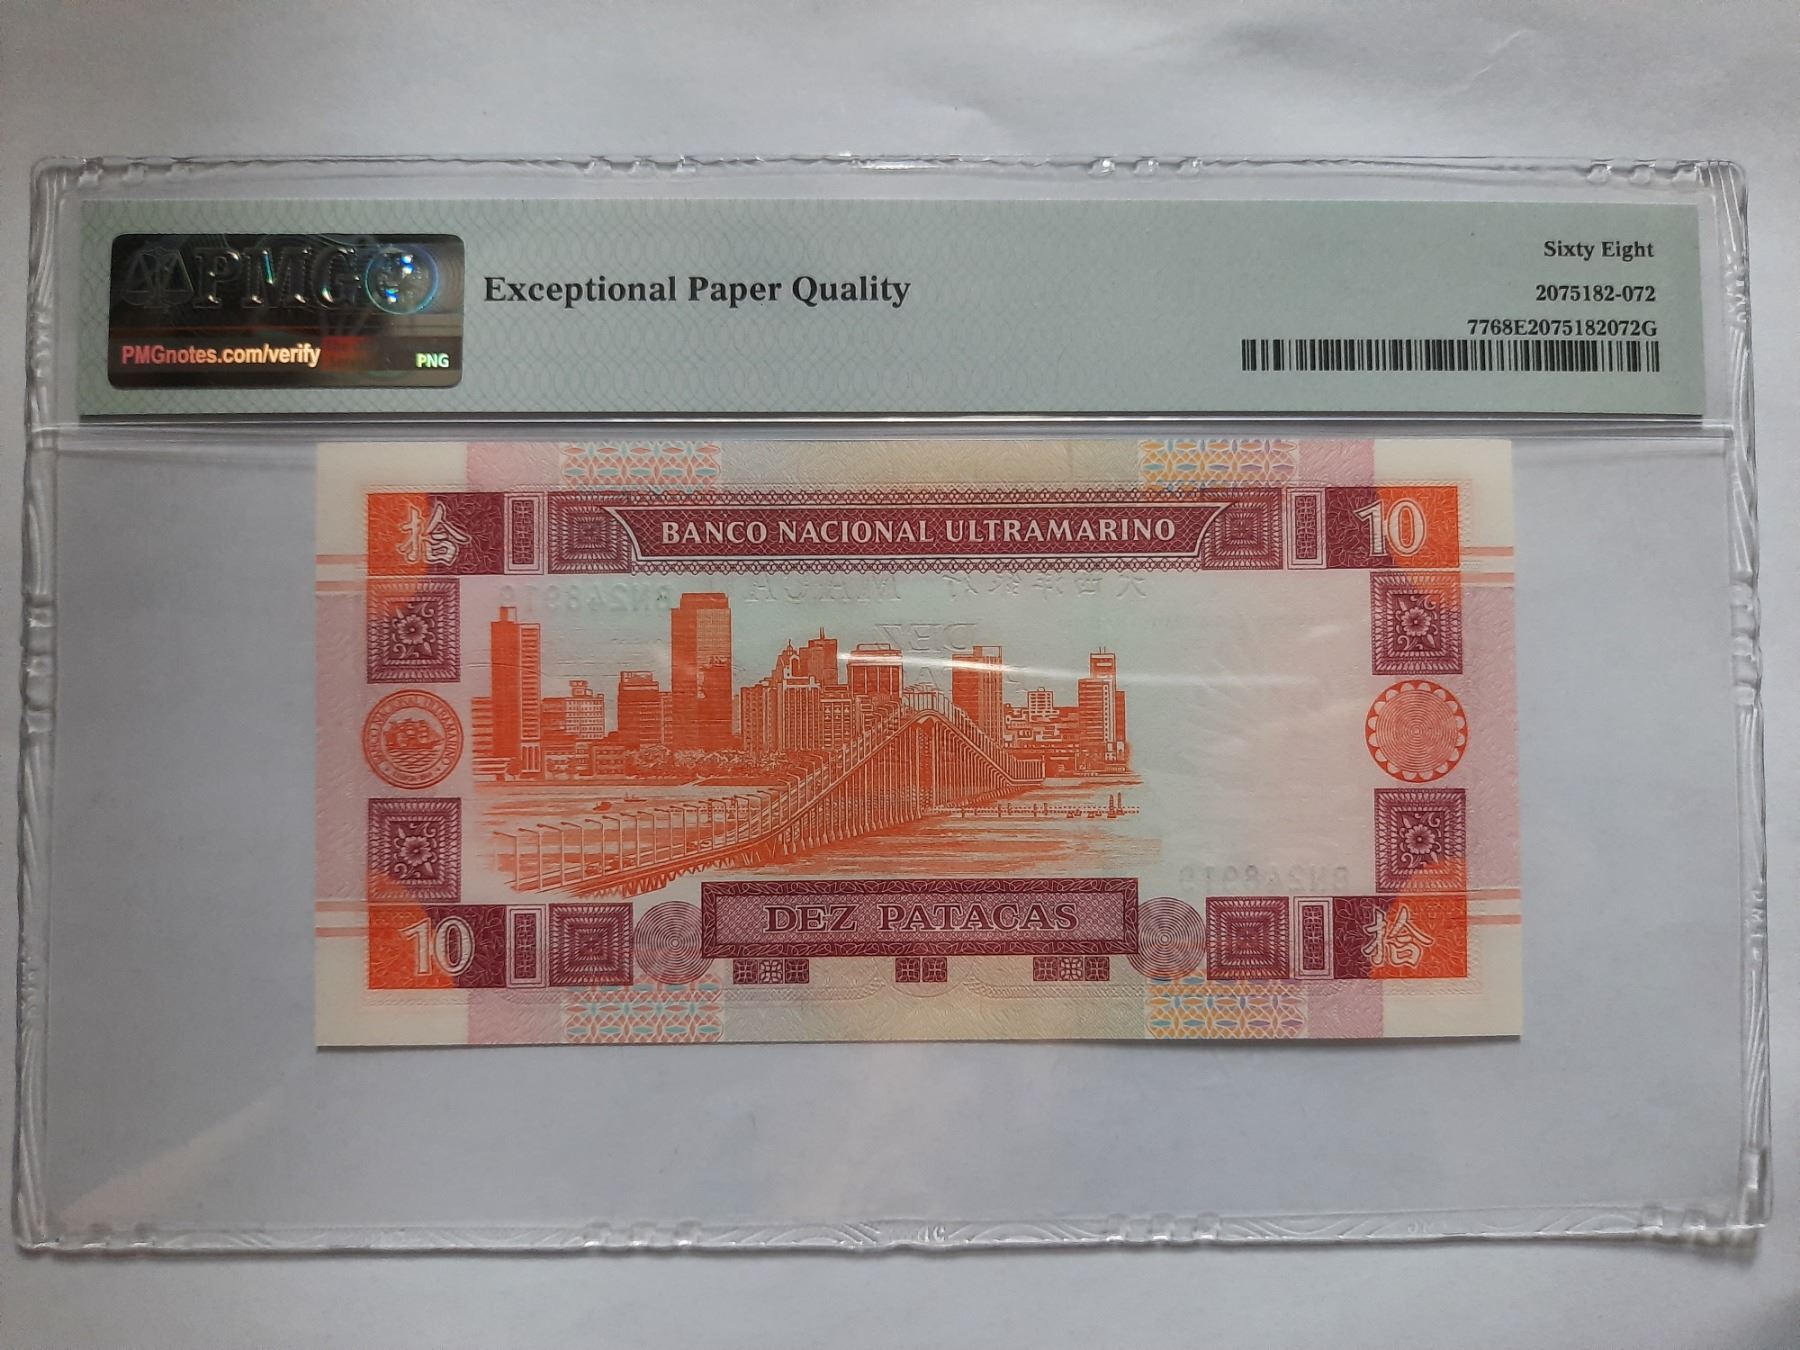 PMG
PMGnotes.com/verify
PNG
Exceptional Paper Quality
Sixty Eight
2075182-072
7768E2075182072G
拾
BANCO NACIONAL ULTRAMARINO
10
10
DEZ PATACAS
拾